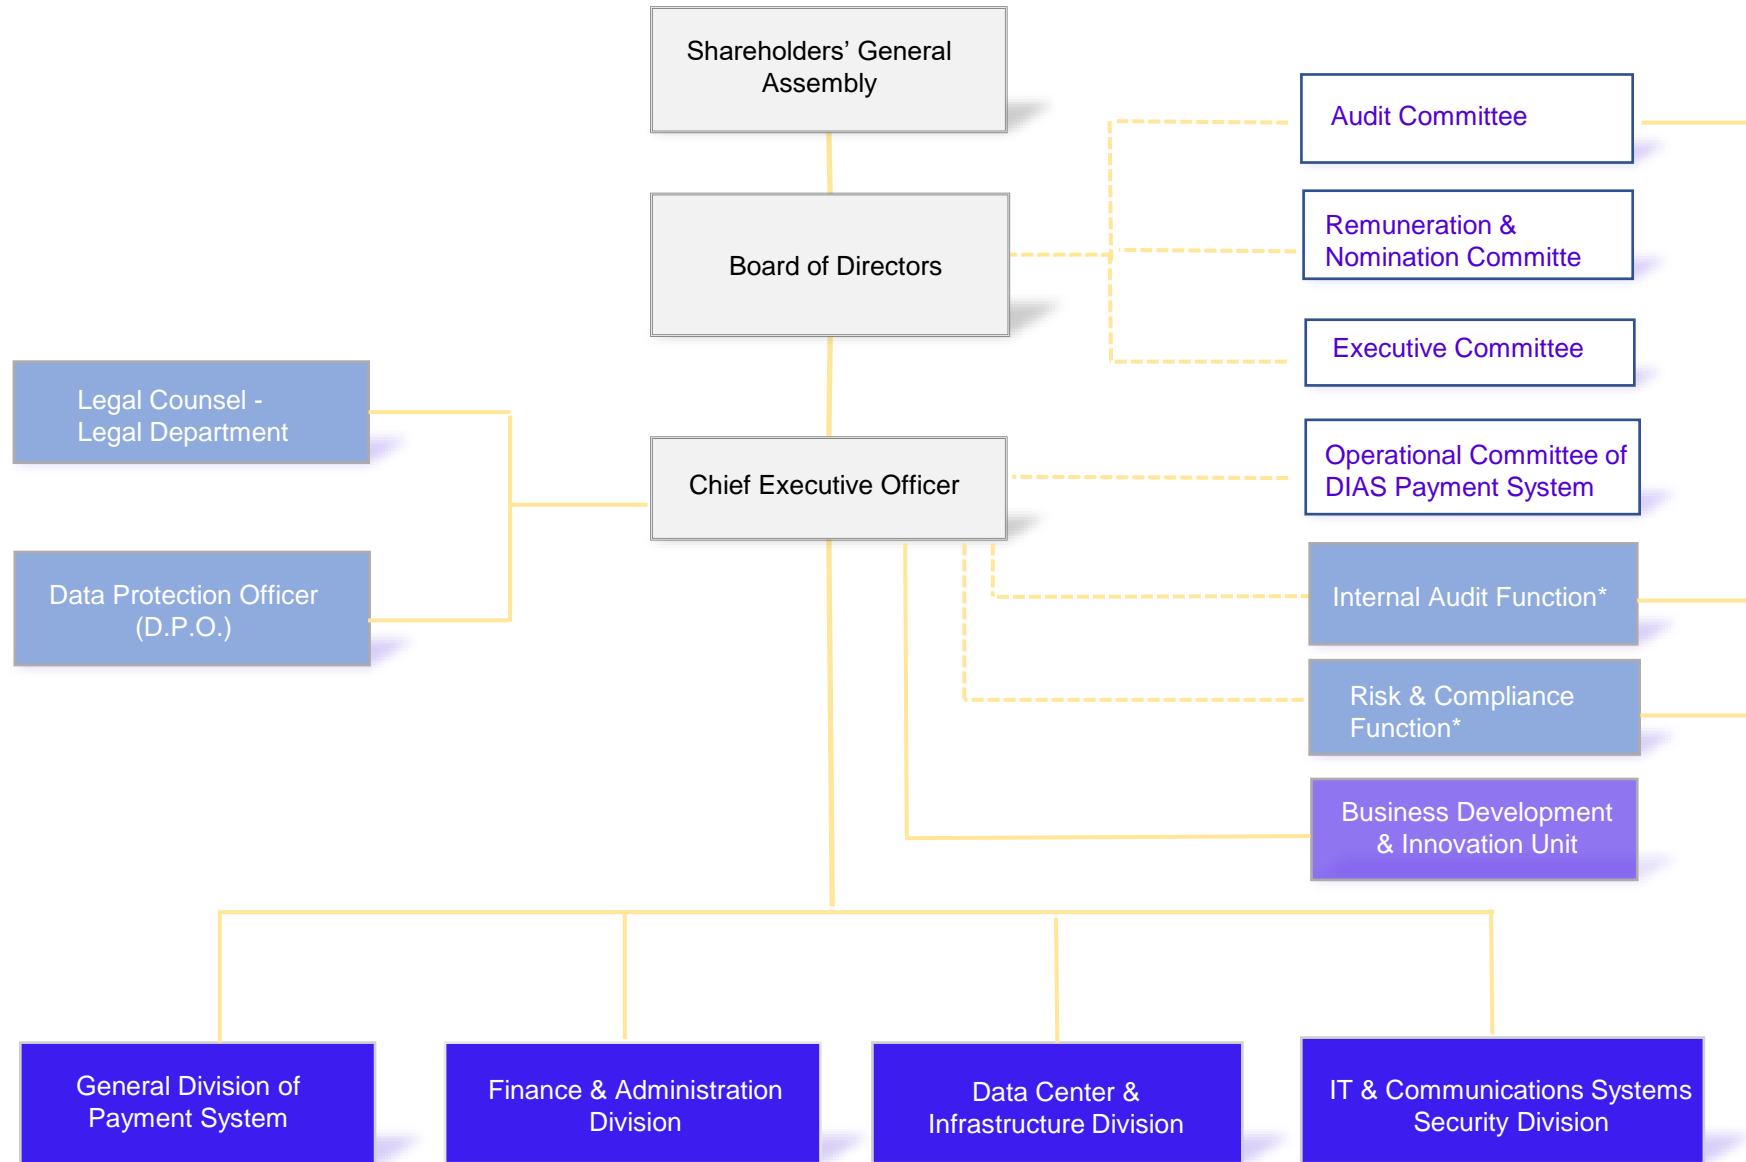 Shareholders’ General
Assembly
Audit Committee
Remuneration &
Nomination Committe
Board of Directors
Executive Committee
Legal Counsel -
Legal Department
Chief Executive Officer
Operational Committee of
DIAS Payment System
Data Protection Officer
(D.P.O.)
Internal Audit Function*
Risk & Compliance
Function*
Business Development
& Innovation Unit
General Division of
Payment System
Finance & Administration
Division
Data Center &
Infrastructure Division
IT & Communications Systems
Security Division